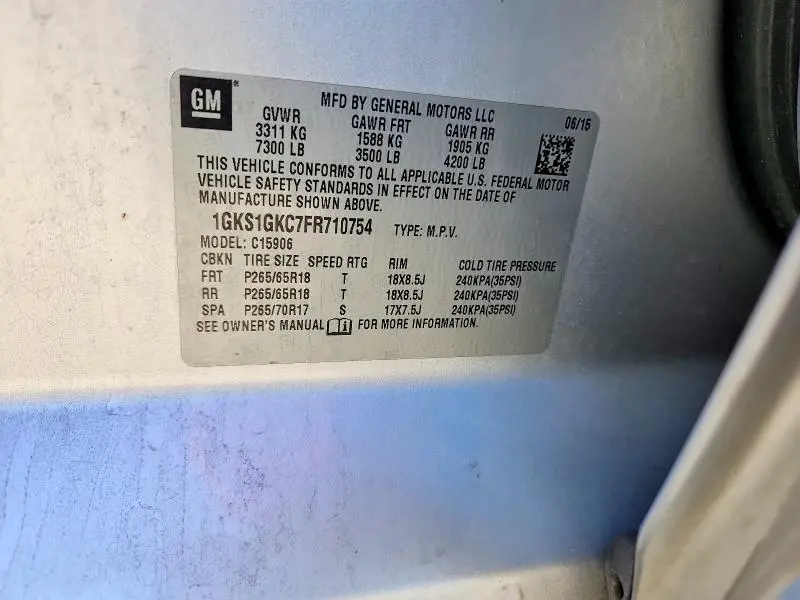 GM®
MFD BY GENERAL MOTORS LLC 06/15
GVWR GAWR FRT GAWR RR
3311 KG 1588 KG 1905 KG
7300 LB 3500 LB 4200 LB
THIS VEHICLE CONFORMS TO ALL APPLICABLE U.S. FEDERAL MOTOR
VEHICLE SAFETY STANDARDS IN EFFECT ON THE DATE OF
MANUFACTURE SHOWN ABOVE.
1GKS1GKC7FR710754 TYPE: M.P.V.
MODEL: C15906
CBKN TIRE SIZE SPEED RTG RIM COLD TIRE PRESSURE
FRT P265/65R18 T 18X8.5J 240KPA(35PSI)
RR P265/65R18 T 18X8.5J 240KPA(35PSI)
SPA P265/70R17 S 17X7.5J 240KPA(35PSI)
SEE OWNER'S MANUAL FOR MORE INFORMATION.